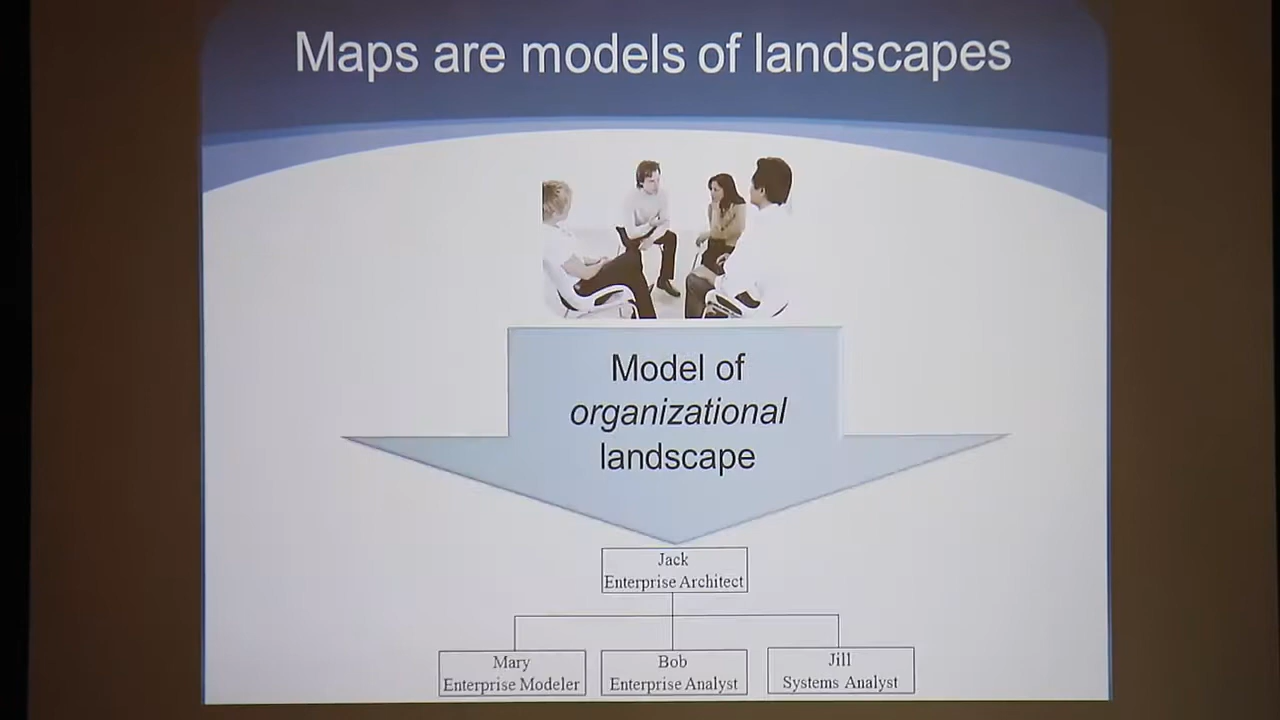 Maps are models of landscapes
Model of
organizational
landscape
Jack
Enterprise Architect
Mary
Enterprise Modeler
Bob
Enterprise Analyst
Jill
Systems Analyst